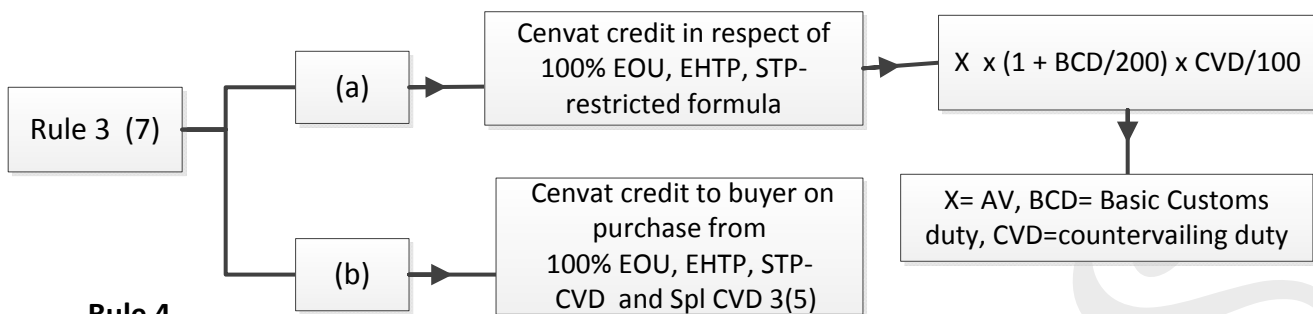 Rule 3 (7)
(a)
Cenvat credit in respect of
100% EOU, EHTP, STP-
restricted formula
X x (1 + BCD/200) x CVD/100
X= AV, BCD= Basic Customs
duty, CVD=countervailing duty
(b)
Cenvat credit to buyer on
purchase from
100% EOU, EHTP, STP-
CVD and Spl CVD 3(5)
Rule 4